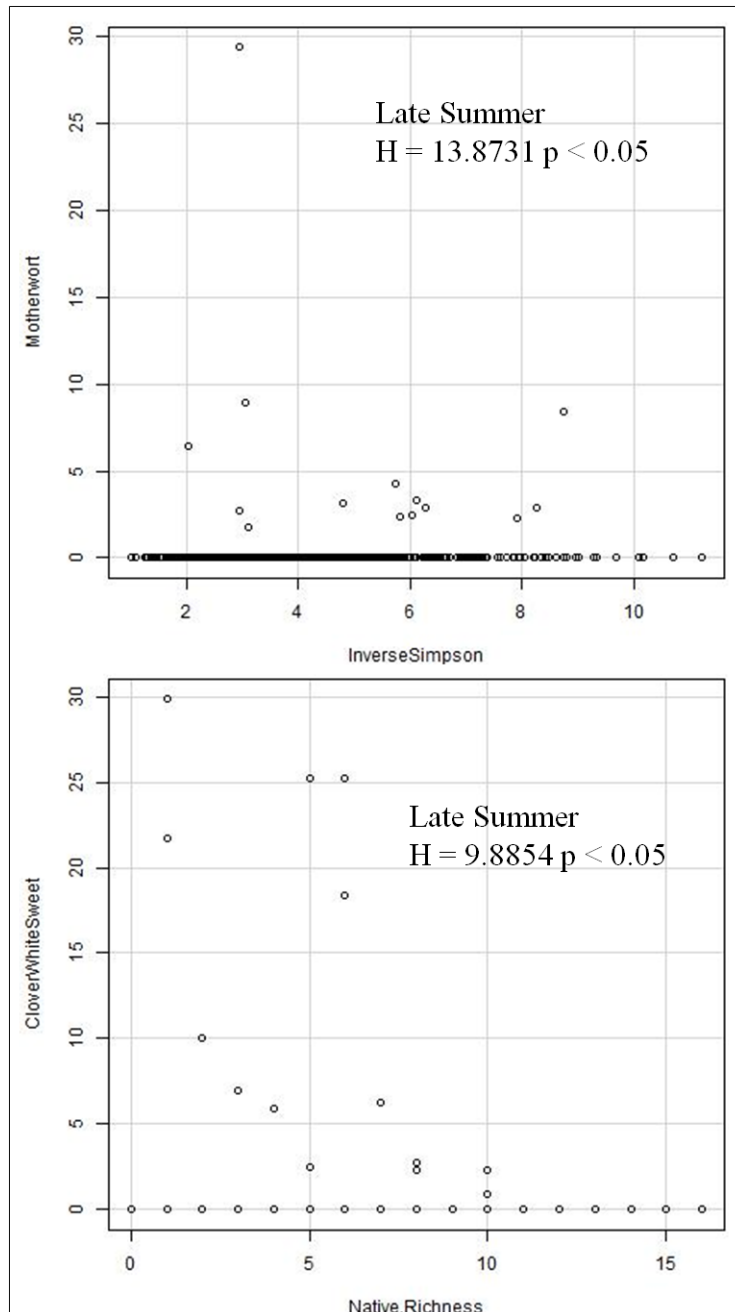 30
25
20
15
10
5
0
Motherwort
Late Summer
H = 13.8731 p < 0.05
2 4 6 8 10
InverseSimpson
30
25
20
15
10
5
0
CloverWhiteSweet
Late Summer
H = 9.8854 p < 0.05
0 5 10 15
Native.Richness